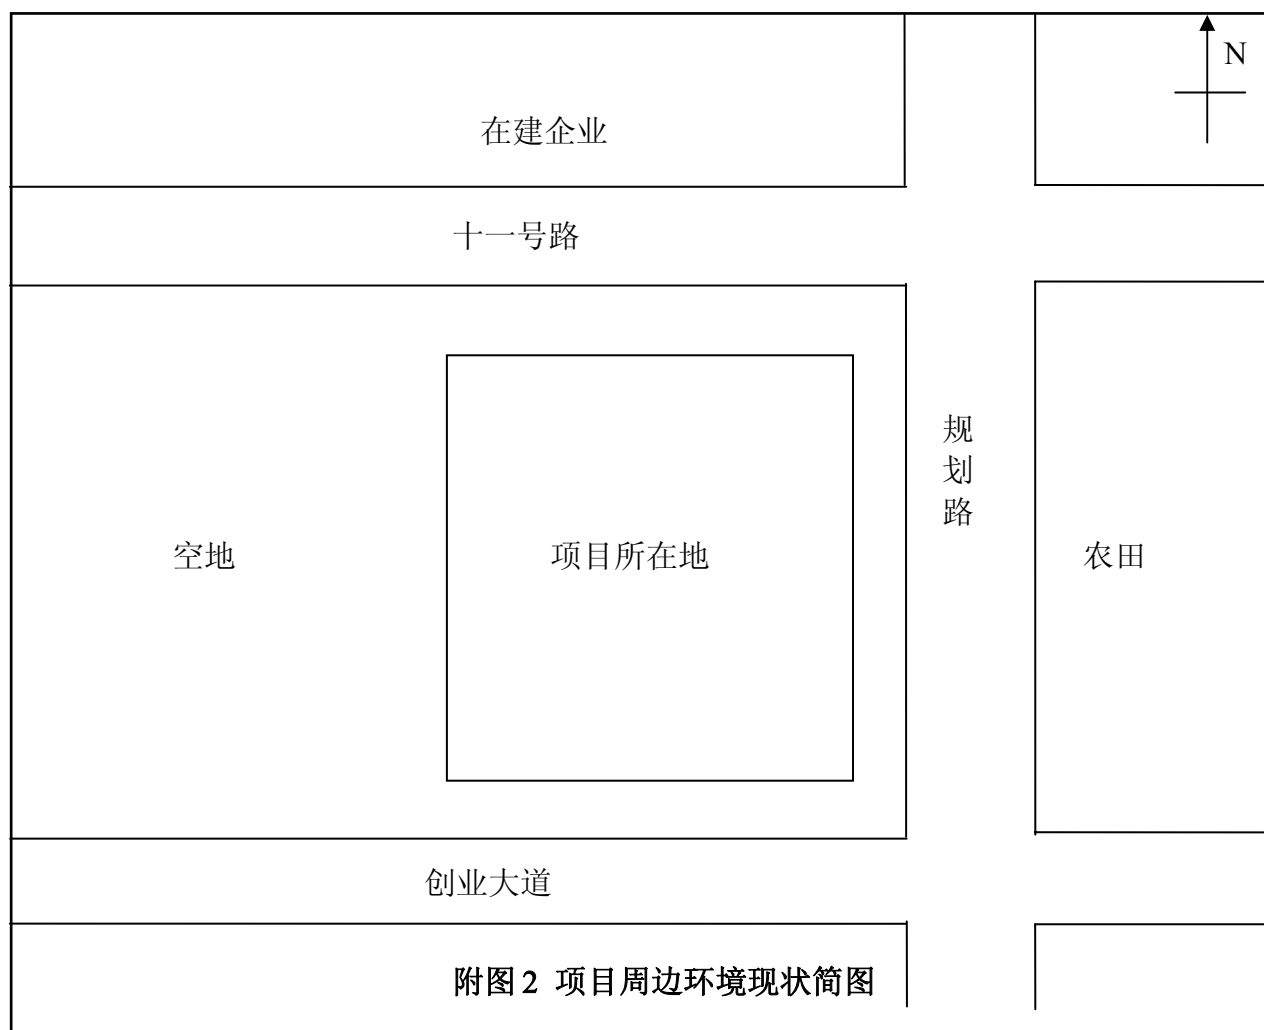 N
在建企业
十一号路
规
划
路
空地
项目所在地
农田
创业大道
附图2 项目周边环境现状简图